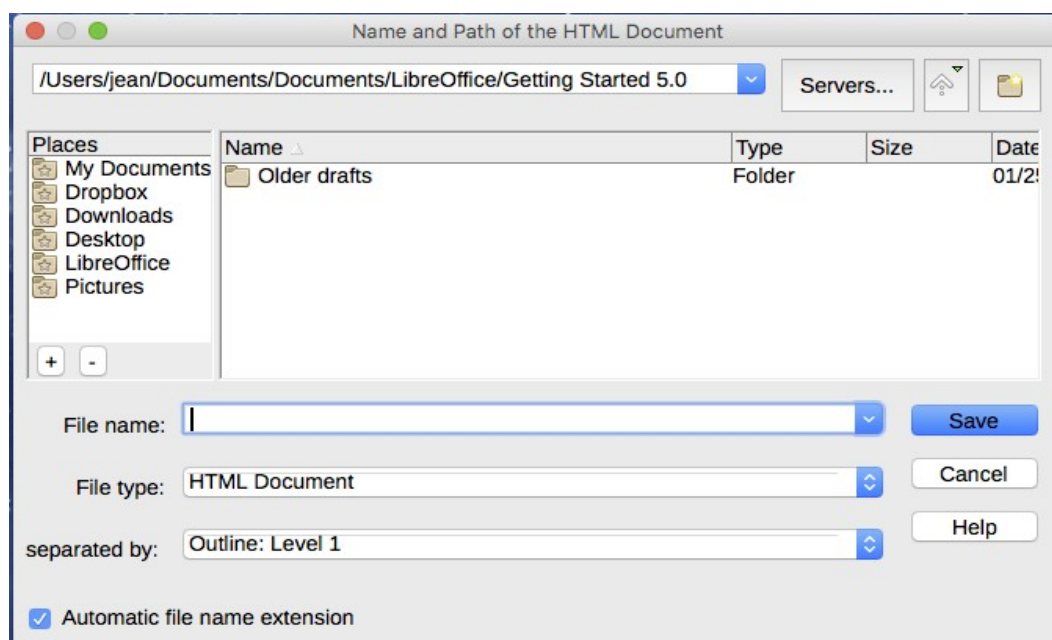 Name and Path of the HTML Document
/Users/jean/Documents/Documents/LibreOffice/Getting Started 5.0
Servers...
Places
Name Type Size Date
My Documents
Older drafts Folder 01/2
Dropbox
Downloads
Desktop
LibreOffice
Pictures
+ -
File name:
Save
File type: HTML Document
Cancel
separated by: Outline: Level 1
Help
Automatic file name extension